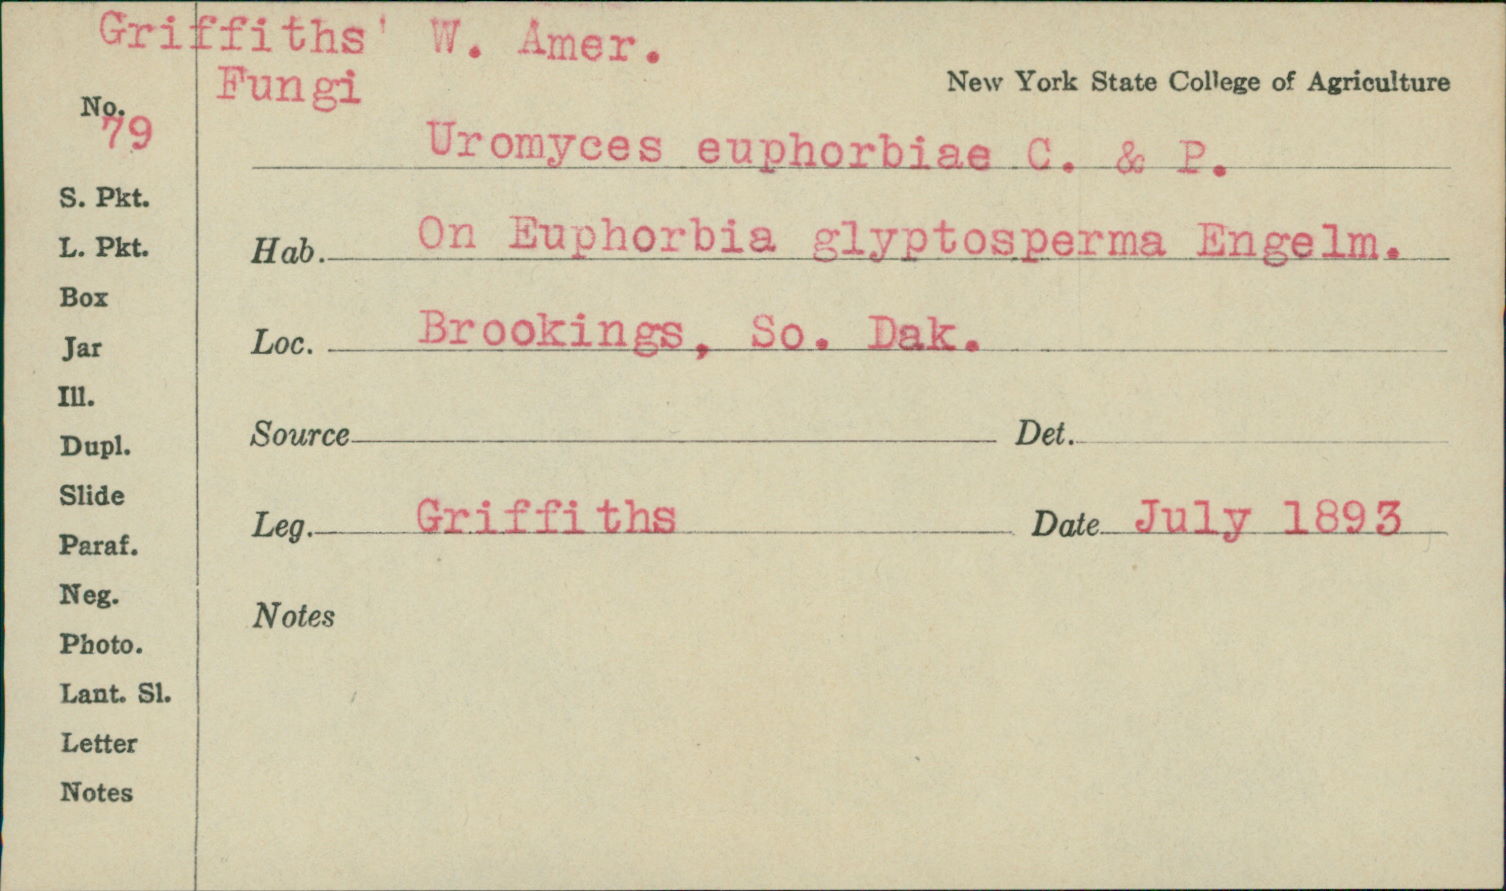 Griffiths' W. Amer.
Fungi
New York State College of Agriculture
No.
79
Uromyces euphorbiae C. & P.
S. Pkt.
L. Pkt.
Hab. On Euphorbia glyptosperma Engelm.
Box
Jar
Loc. Brookings, So. Dak.
Ill.
Dupl.
Source Det.
Slide
Leg. Griffiths Date July 1893
Paraf.
Neg.
Notes
Photo.
Lant. Sl.
Letter
Notes